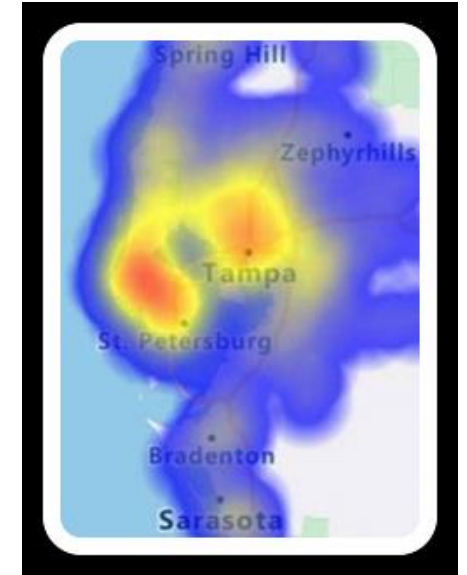 Spring Hill
Zephyrhills
Tampa
St. Petersburg
Bradenton
Sarasota